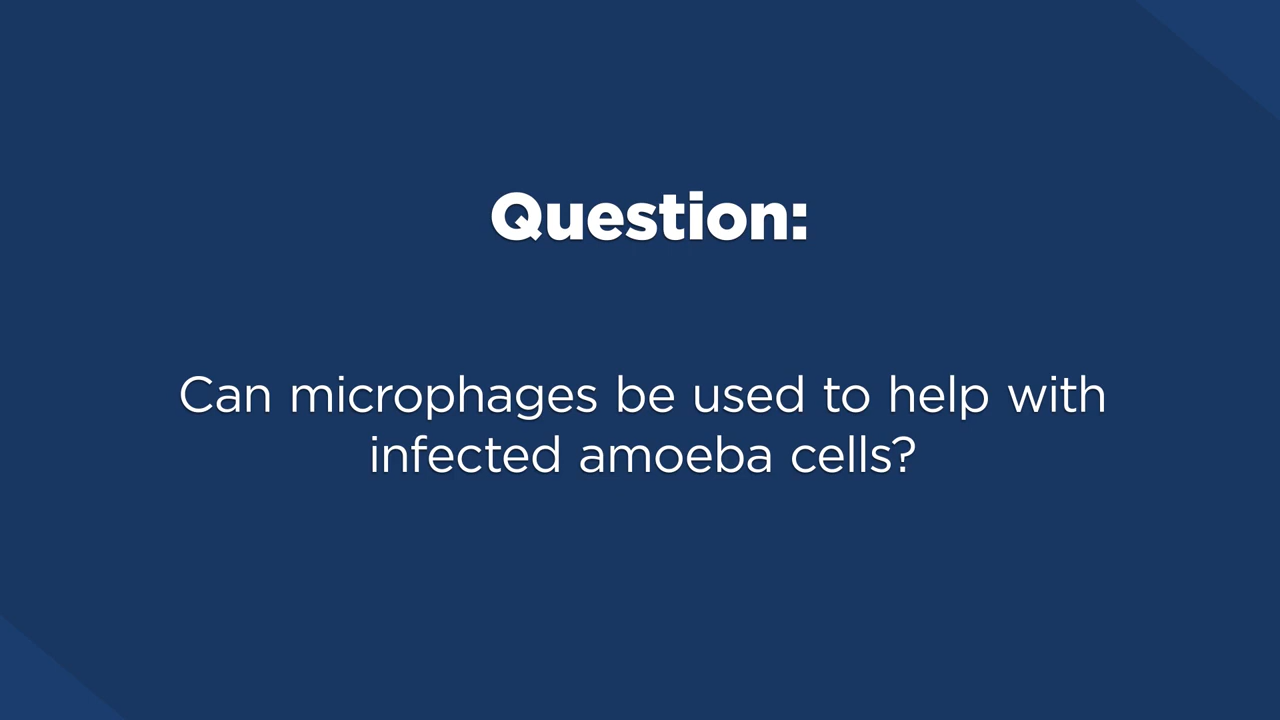 Question:
Can microphages be used to help with
infected amoeba cells?